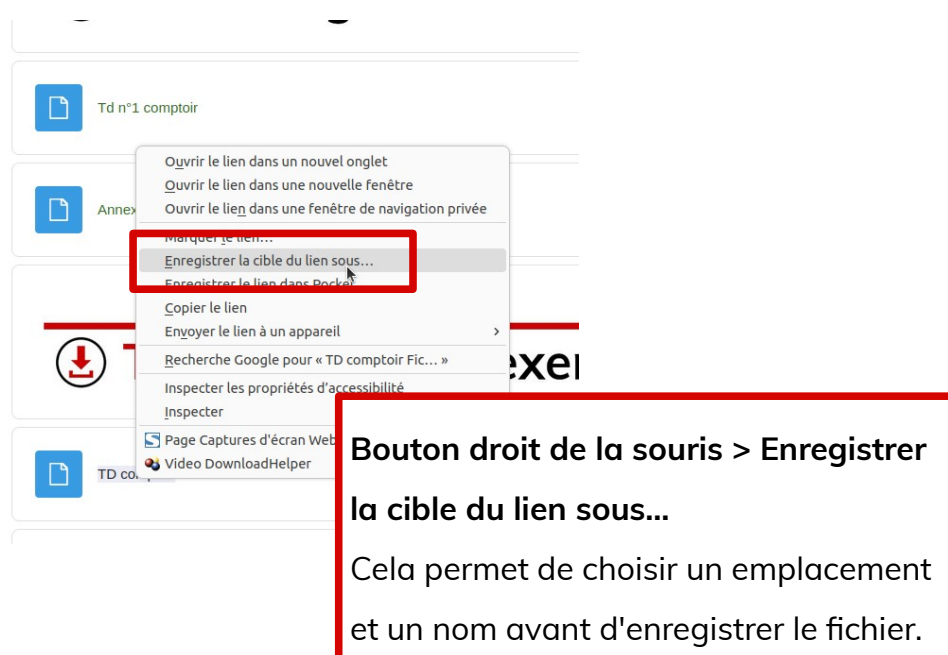 Td n°1 comptoir
Ouvrir le lien dans un nouvel onglet
Ouvrir le lien dans une nouvelle fenêtre
Annex
Ouvrir le lien dans une fenêtre de navigation privée
Marquer le lien…
Enregistrer la cible du lien sous…
Enregistrer le lien dans Pocket
Copier le lien
Envoyer le lien à un appareil
Recherche Google pour « TD comptoir Fic… »
exer
Inspecter les propriétés d'accessibilité
Inspecter
Page Captures d'écran Web
Video DownloadHelper
TD co
Bouton droit de la souris > Enregistrer
la cible du lien sous...
Cela permet de choisir un emplacement
et un nom avant d'enregistrer le fichier.